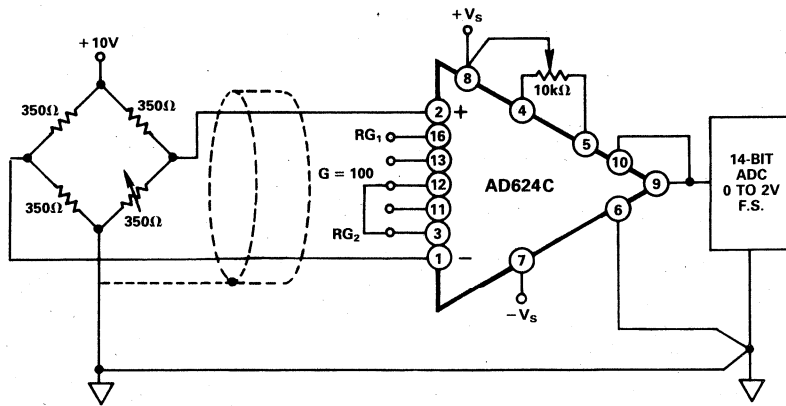 +10V
350Ω
350Ω
350Ω
350Ω
RG1
G = 100
RG2
2
+
16
13
12
11
3
1
−
+VS
8
10kΩ
4
5
10
9
6
7
−VS
AD624C
14-BIT
ADC
0 TO 2V
F.S.